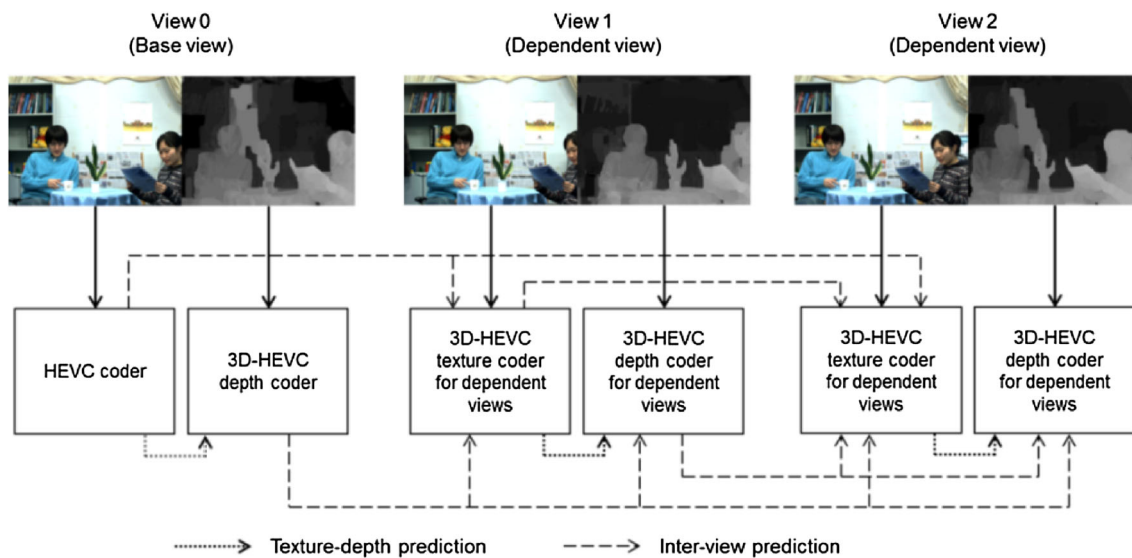 View 0
(Base view)
View 1
(Dependent view)
View 2
(Dependent view)
HEVC coder
3D-HEVC
depth coder
3D-HEVC
texture coder
for dependent
views
3D-HEVC
depth coder
for dependent
views
3D-HEVC
texture coder
for dependent
views
3D-HEVC
depth coder
for dependent
views
Texture-depth prediction
Inter-view prediction